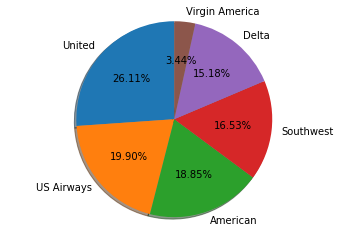 Virgin America
Delta
United
3.44%
15.18%
26.11%
16.53%
Southwest
19.90%
18.85%
US Airways
American